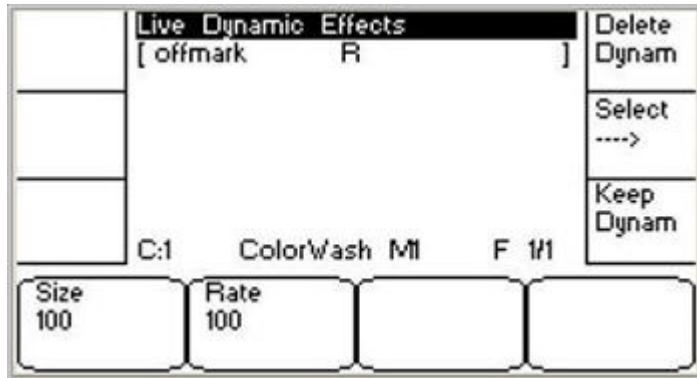 Live Dynamic Effects
[ offmark R ]
Delete
Dynam
Select
---->
Keep
Dynam
C:1 ColorWash M1 F 1/1
Size
100
Rate
100